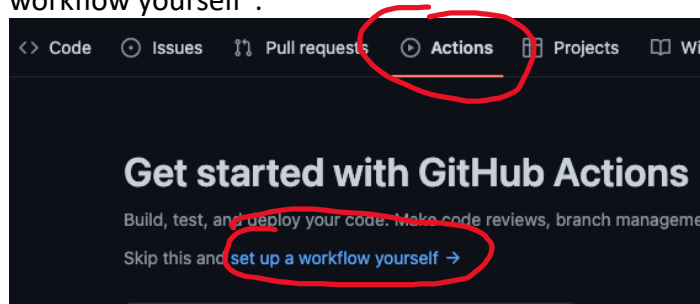 workflow yourself".
<> Code Issues Pull requests Actions Projects Wi
Get started with GitHub Actions
Build, test, and deploy your code. Make code reviews, branch manageme
Skip this and set up a workflow yourself →